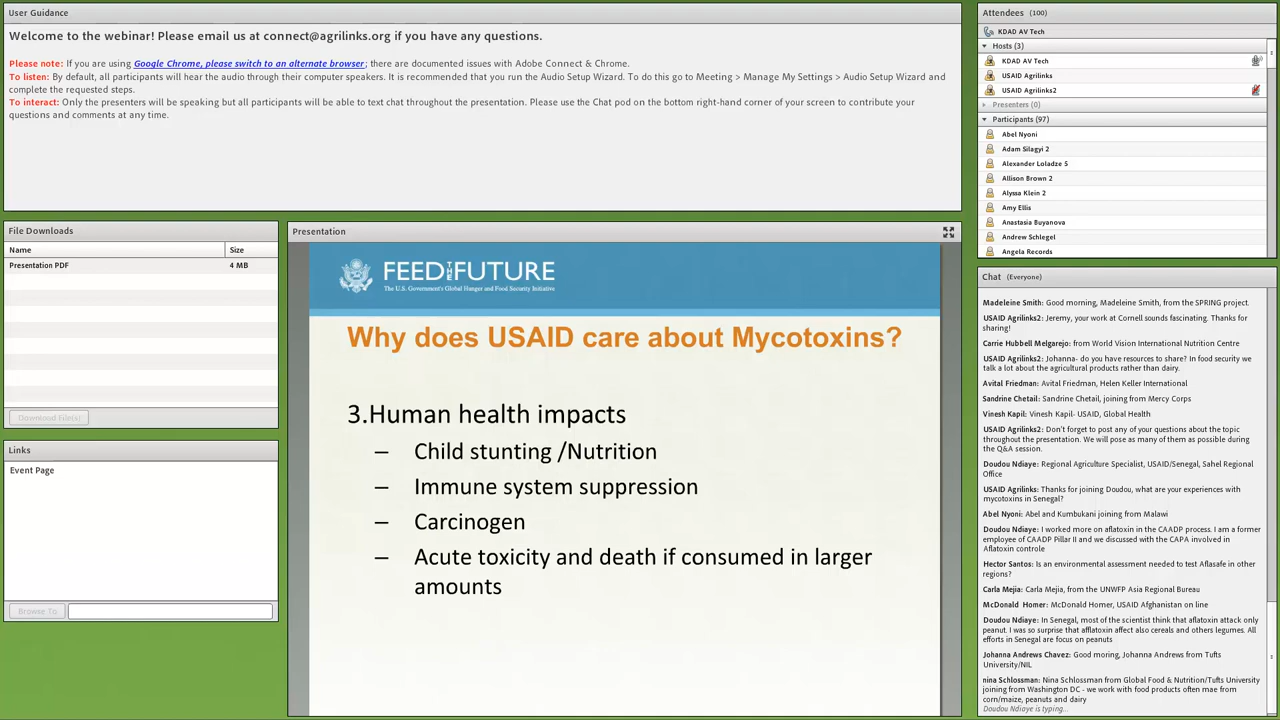 User Guidance
Welcome to the webinar! Please email us at connect@agrilinks.org if you have any questions.
Please note: If you are using Google Chrome, please switch to an alternate browser; there are documented issues with Adobe Connect & Chrome.
To listen: By default, all participants will hear the audio through their computer speakers. It is recommended that you run the Audio Setup Wizard. To do this go to Meeting > Manage My Settings > Audio Setup Wizard and
complete the requested steps.
To interact: Only the presenters will be speaking but all participants will be able to text chat throughout the presentation. Please use the Chat pod on the bottom right-hand corner of your screen to contribute your
questions and comments at any time.
File Downloads
Name Size
Presentation PDF 4 MB
Download File(s)
Links
Event Page
Browse To
Presentation
FEED THE FUTURE
The U.S. Government's Global Hunger and Food Security Initiative
Why does USAID care about Mycotoxins?
3.Human health impacts
– Child stunting /Nutrition
– Immune system suppression
– Carcinogen
– Acute toxicity and death if consumed in larger
amounts
Attendees (100)
KDAD AV Tech
Hosts (3)
KDAD AV Tech
USAID Agrilinks
USAID Agrilinks2
Presenters (0)
Participants (97)
Abel Nyoni
Adam Silagyi 2
Alexander Loladze 5
Allison Brown 2
Alyssa Klein 2
Amy Ellis
Anastasia Buyanova
Andrew Schlegel
Angela Records
Chat (Everyone)
Madeleine Smith: Good morning, Madeleine Smith, from the SPRING project.
USAID Agrilinks2: Jeremy, your work at Cornell sounds fascinating. Thanks for
sharing!
Carrie Hubbell Melgarejo: from World Vision International Nutrition Centre
USAID Agrilinks2: Johanna- do you have resources to share? In food security we
talk a lot about the agricultural products rather than dairy.
Avital Friedman: Avital Friedman, Helen Keller International
Sandrine Chetail: Sandrine Chetail, joining from Mercy Corps
Vinesh Kapil: Vinesh Kapil- USAID, Global Health
USAID Agrilinks2: Don't forget to post any of your questions about the topic
throughout the presentation. We will pose as many of them as possible during
the Q&A session.
Doudou Ndiaye: Regional Agriculture Specialist, USAID/Senegal, Sahel Regional
Office
USAID Agrilinks: Thanks for joining Doudou, what are your experiences with
mycotoxins in Senegal?
Abel Nyoni: Abel and Kumbukani joining from Malawi
Doudou Ndiaye: I worked more on aflatoxin in the CAADP process. I am a former
employee of CAADP Pillar II and we discussed with the CAPA involved in
Aflatoxin controle
Hector Santos: Is an environmental assessment needed to test Aflasafe in other
regions?
Carla Mejia: Carla Mejia, from the UNWFP Asia Regional Bureau
McDonald Homer: McDonald Homer, USAID Afghanistan on line
Doudou Ndiaye: In Senegal, most of the scientist think that aflatoxin attack only
peanut. I was so surprise that afflatoxin affect also cereals and others legumes. All
efforts in Senegal are focus on peanuts
Johanna Andrews Chavez: Good moring, Johanna Andrews from Tufts
University/NIL
nina Schlossman: Nina Schlossman from Global Food & Nutrition/Tufts University
joining from Washington DC - we work with food products often mae from
corn/maize, peanuts and dairy
Doudou Ndiaye is typing...